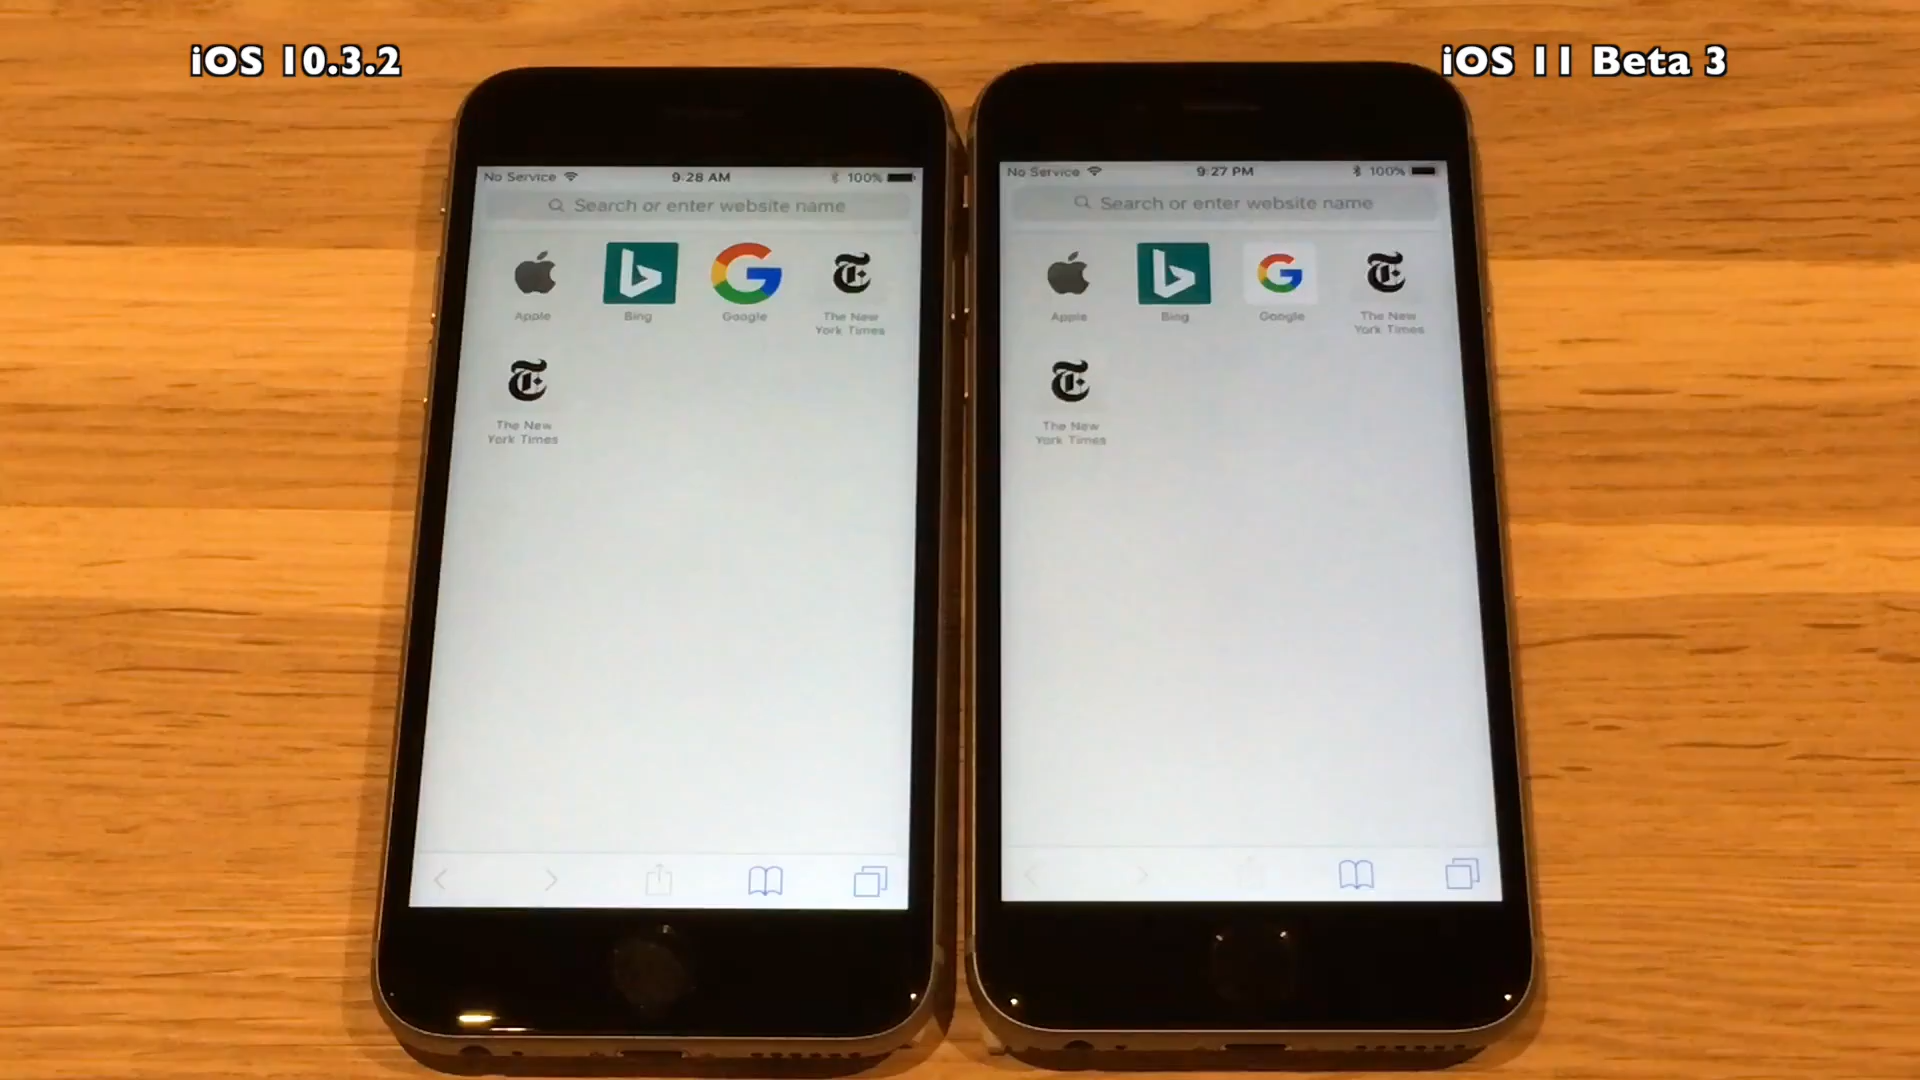 iOS 10.3.2
iOS 11 Beta 3
No Service 9:28 AM 100%
Search or enter website name
Apple
Bing
Google
The New
York Times
The New
York Times
No Service 9:27 PM 100%
Search or enter website name
Apple
Bing
Google
The New
York Times
The New
York Times